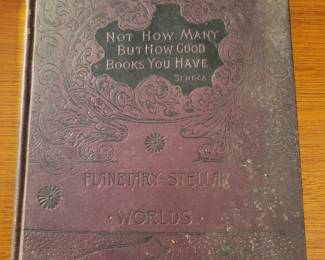 NOT HOW MANY
BUT HOW GOOD
BOOKS YOU HAVE
SENECA
PLANETARY-STELLAR
WORLDS